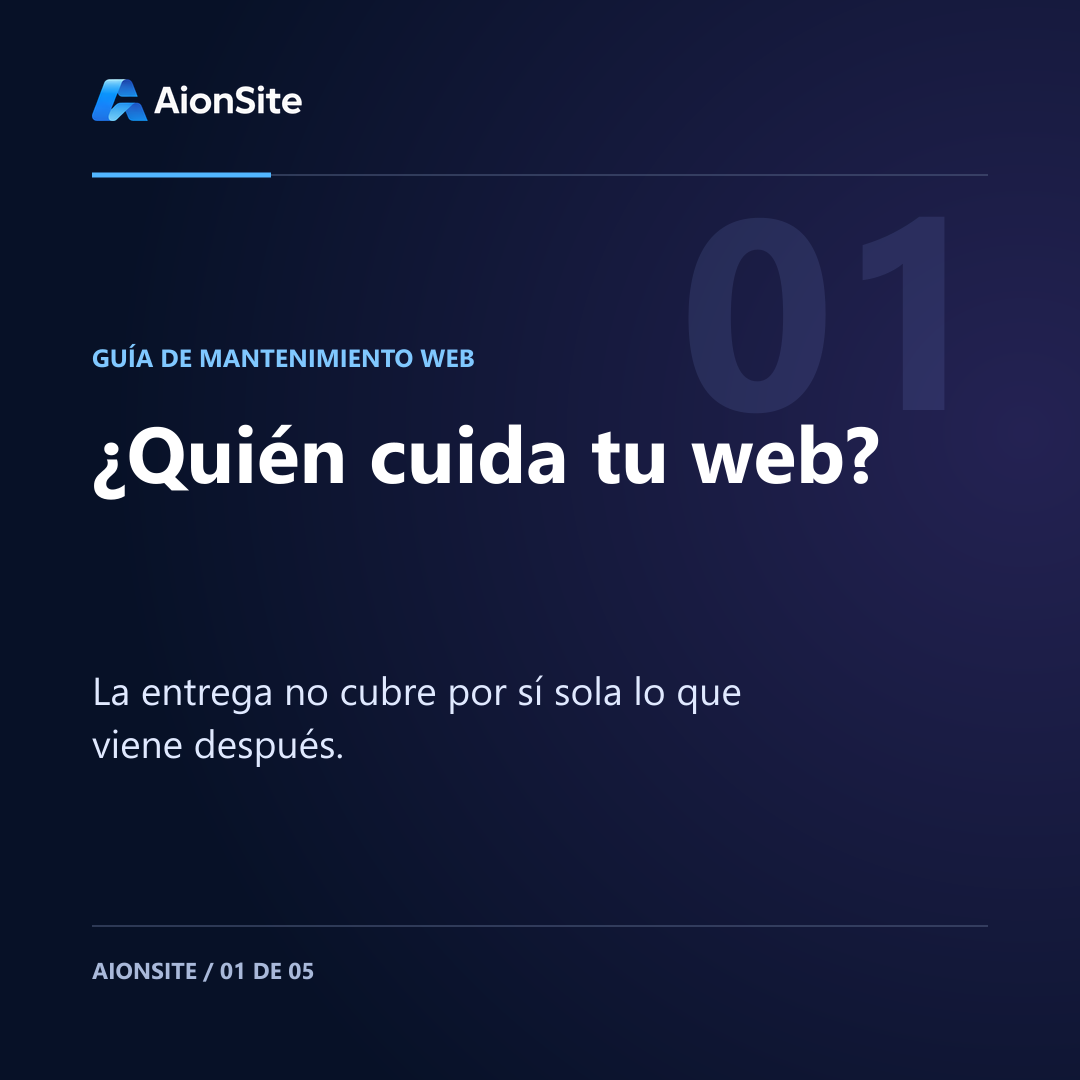 AionSite
01
GUÍA DE MANTENIMIENTO WEB
¿Quién cuida tu web?
La entrega no cubre por sí sola lo que
viene después.
AIONSITE / 01 DE 05